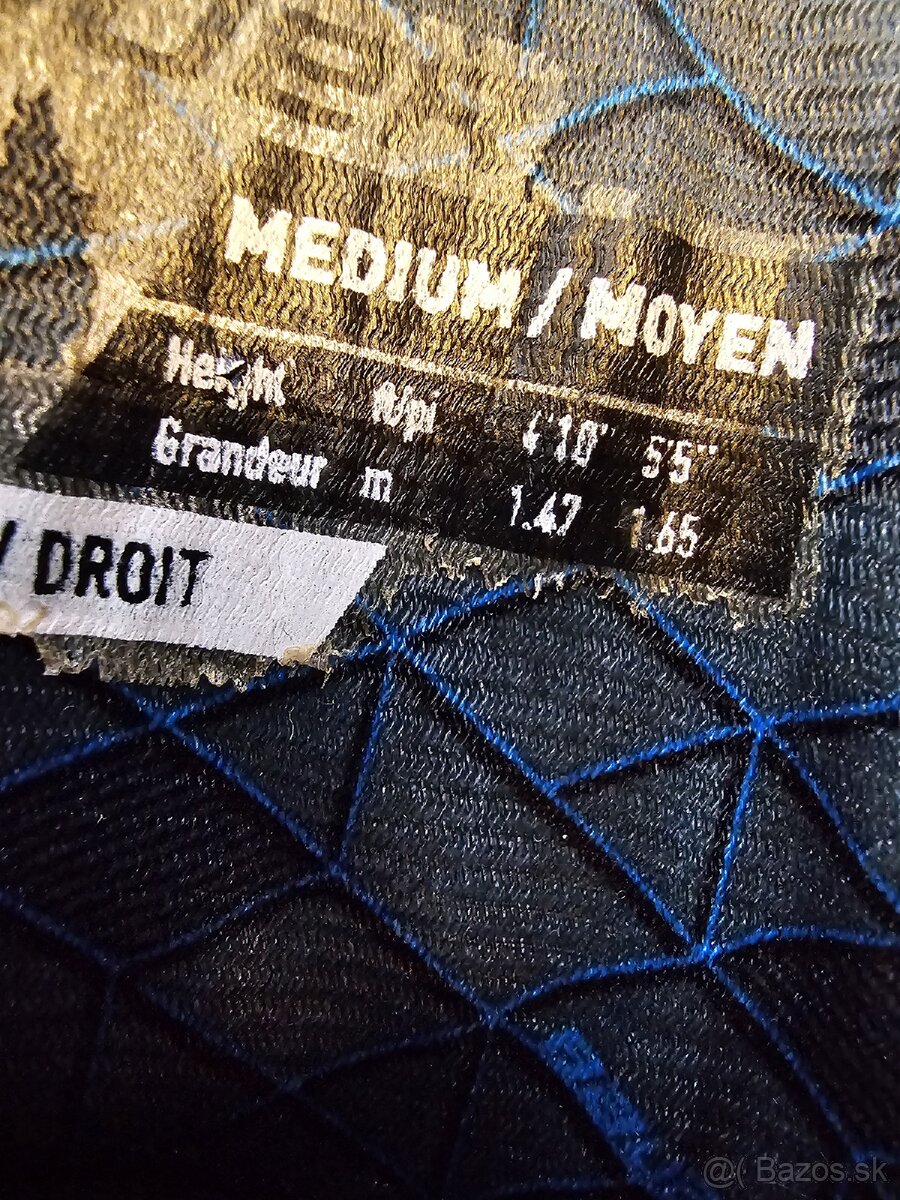 MEDIUM / MOYEN
Height ft/pi 4'10" 5'5"
Grandeur m 1.47 1.65
/ DROIT
@( Bazos.sk